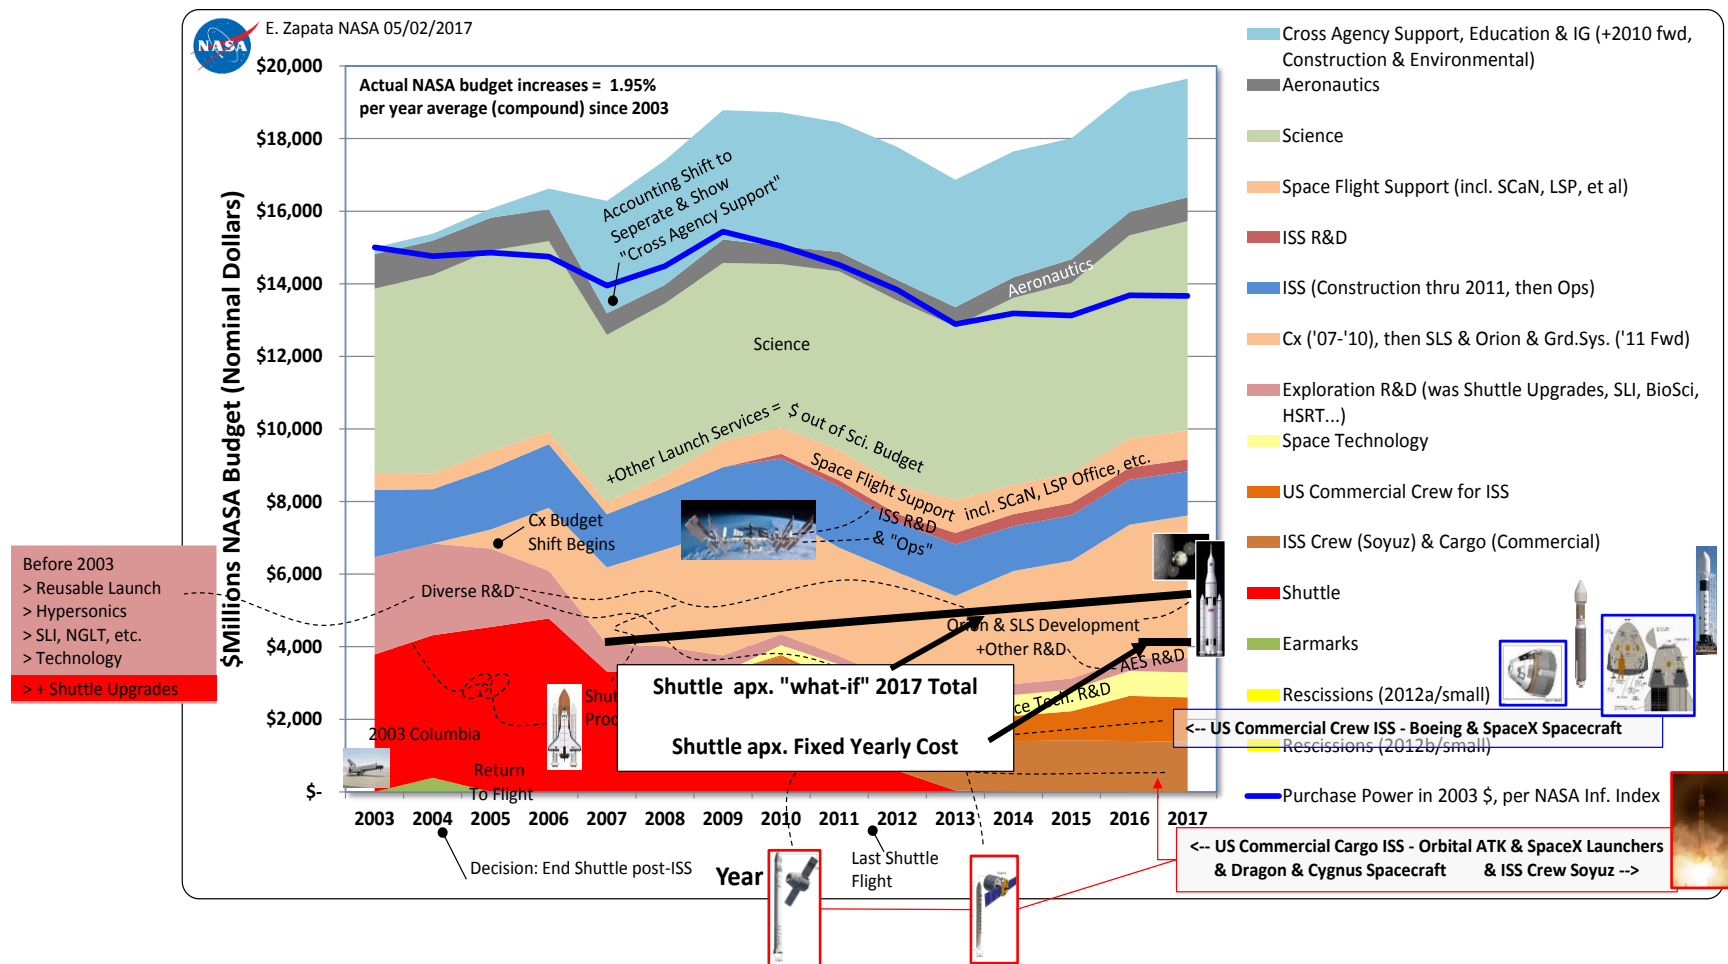 NASA
E. Zapata NASA 05/02/2017
Actual NASA budget increases = 1.95%
per year average (compound) since 2003
$Millions NASA Budget (Nominal Dollars)
$20,000
$18,000
$16,000
$14,000
$12,000
$10,000
$8,000
$6,000
$4,000
$2,000
$-
Accounting Shift to
Seperate & Show
"Cross Agency Support"
Aeronautics
Science
+Other Launch Services = $ out of Sci. Budget
Space Flight Support incl. SCaN, LSP Office, etc.
ISS R&D
& "Ops"
Cx Budget
Shift Begins
Diverse R&D
Orion & SLS Development
+Other R&D
AES R&D
Tech. R&D
2003 Columbia
Return
To Flight
Shuttle apx. "what-if" 2017 Total
Shuttle apx. Fixed Yearly Cost
2003 2004 2005 2006 2007 2008 2009 2010 2011 2012 2013 2014 2015 2016 2017
Decision: End Shuttle post-ISS
Year
Last Shuttle
Flight
Before 2003
> Reusable Launch
> Hypersonics
> SLI, NGLT, etc.
> Technology
> + Shuttle Upgrades
Cross Agency Support, Education & IG (+2010 fwd,
Construction & Environmental)
Aeronautics
Science
Space Flight Support (incl. SCaN, LSP, et al)
ISS R&D
ISS (Construction thru 2011, then Ops)
Cx ('07-'10), then SLS & Orion & Grd.Sys. ('11 Fwd)
Exploration R&D (was Shuttle Upgrades, SLI, BioSci,
HSRT...)
Space Technology
US Commercial Crew for ISS
ISS Crew (Soyuz) & Cargo (Commercial)
Shuttle
Earmarks
Rescissions (2012a/small)
<-- US Commercial Crew ISS - Boeing & SpaceX Spacecraft
Rescissions (2012b/small)
Purchase Power in 2003 $, per NASA Inf. Index
<-- US Commercial Cargo ISS - Orbital ATK & SpaceX Launchers
& Dragon & Cygnus Spacecraft & ISS Crew Soyuz -->